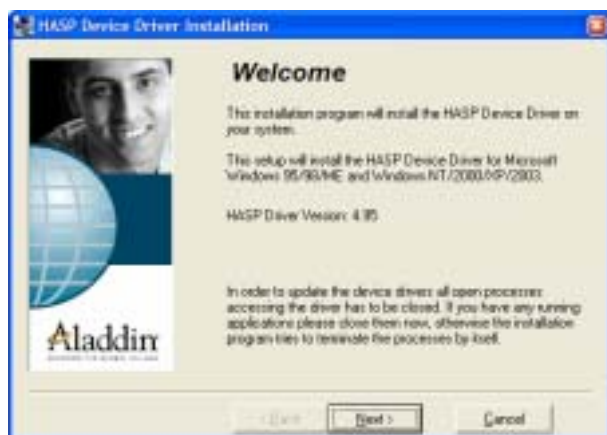 HASP Device Driver Installation
Welcome
This installation program will install the HASP Device Driver on
your system.
This setup will install the HASP Device Driver for Microsoft
Windows 95/98/ME and Windows NT/2000/XP/2003.
HASP Driver Version: 4.95
In order to update the device drivers all open processes
accessing the driver has to be closed. If you have any running
applications please close them now, otherwise the installation
program tries to terminate the processes by itself.
Aladdin
< Back
Next >
Cancel